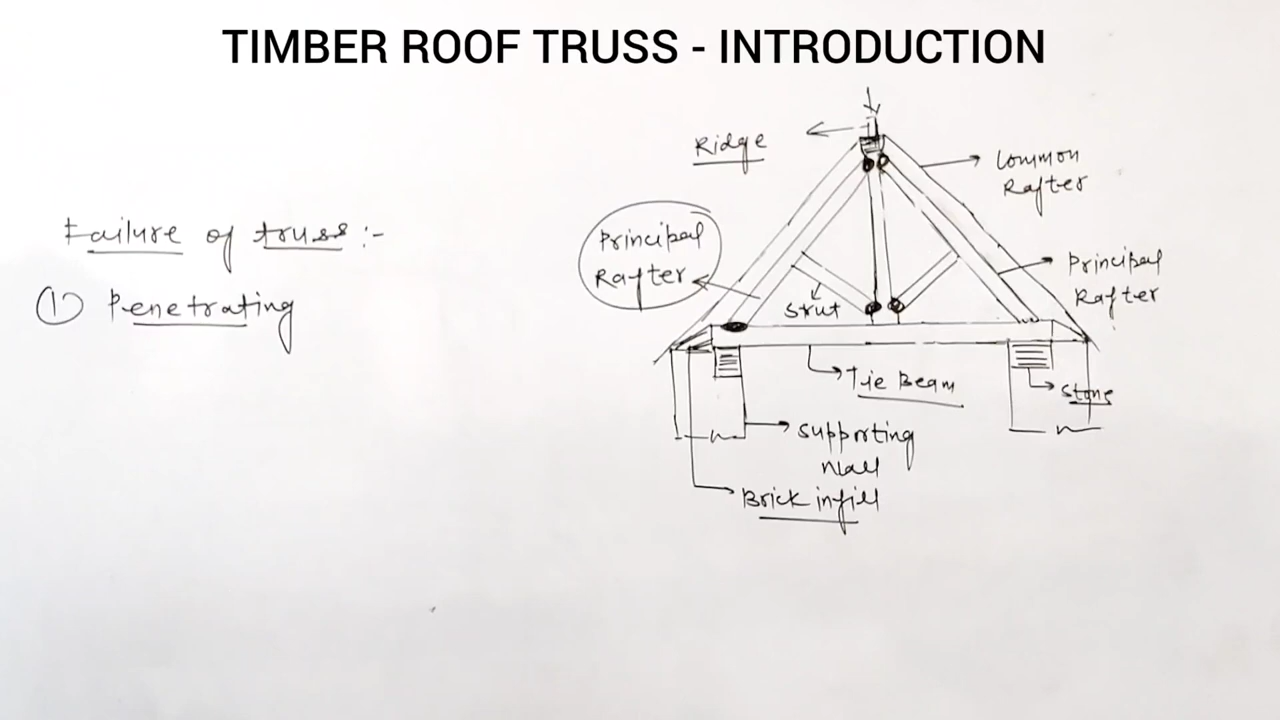 TIMBER ROOF TRUSS - INTRODUCTION
Failure of truss :-
① Penetrating
Ridge
Common
Rafter
Principal
Rafter
Principal
Rafter
Strut
Tie Beam
Stone
Supporting
Wall
Brick infill